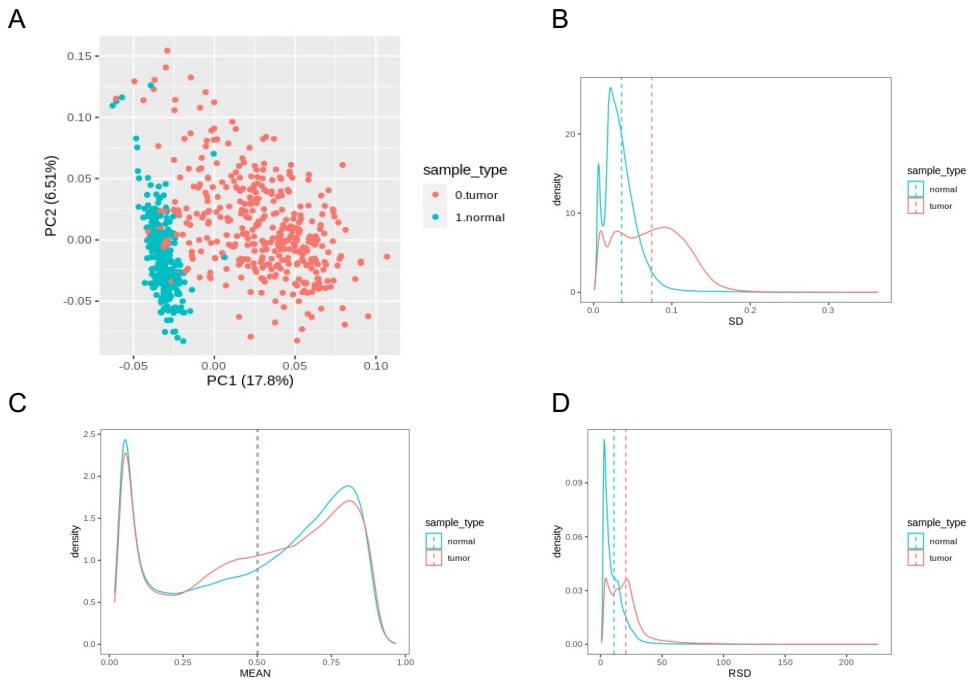 A
0.15
0.10
0.05
0.00
-0.05
PC2 (6.51%)
-0.05
0.00
0.05
0.10
PC1 (17.8%)
sample_type
0.tumor
1.normal
B
20
10
0
density
0.0
0.1
0.2
0.3
SD
sample_type
normal
tumor
C
2.5
2.0
1.5
1.0
0.5
0.0
density
0.00
0.25
0.50
0.75
1.00
MEAN
sample_type
normal
tumor
D
0.09
0.06
0.03
0.00
density
0
50
100
150
200
RSD
sample_type
normal
tumor